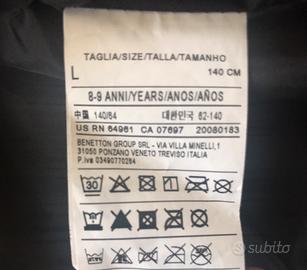 TAGLIA/SIZE/TALLA/TAMANHO
L 140 CM
8-9 ANNI/YEARS/ANOS/AÑOS
中国 140/64 대한민국 62-140
US RN 64961 CA 07697 20080183
BENETTON GROUP SRL - VIA VILLA MINELLI, 1
31050 PONZANO VENETO TREVISO ITALIA
P.iva 03490770264
30
subito